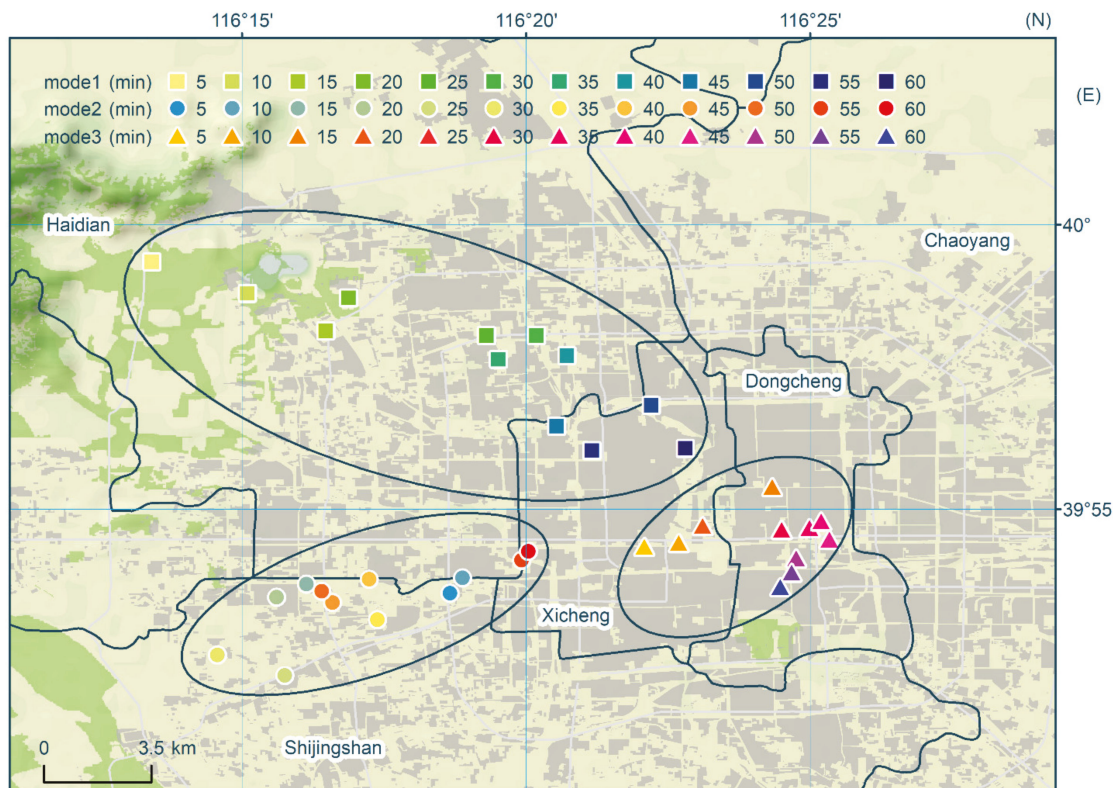 116°15' 116°20' 116°25' (N)
mode1 (min) 5 10 15 20 25 30 35 40 45 50 55 60
(E)
mode2 (min) 5 10 15 20 25 30 35 40 45 50 55 60
mode3 (min) 5 10 15 20 25 30 35 40 45 50 55 60
Haidian 40°
Chaoyang
Dongcheng
39°55
Xicheng
0 3.5 km
Shijingshan